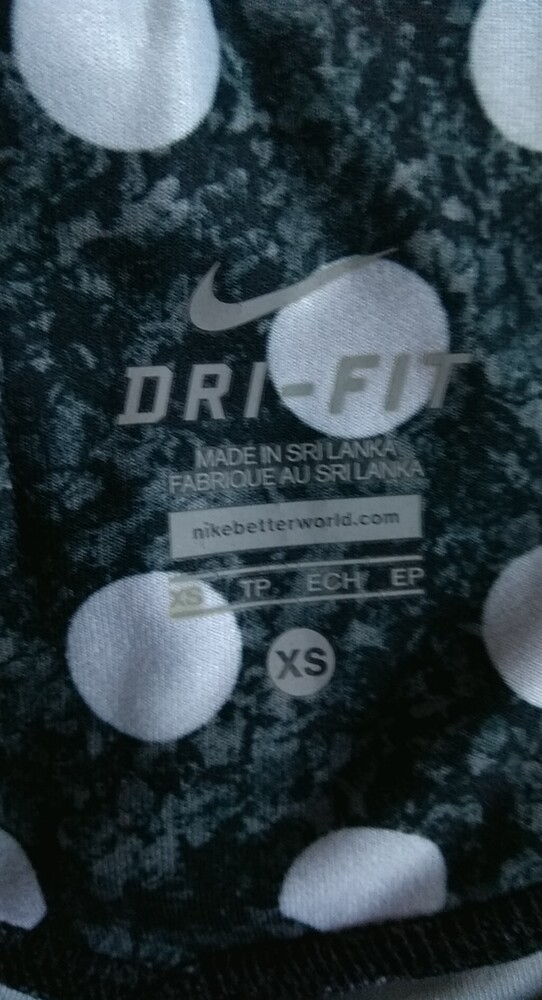 DRI-FIT
MADE IN SRI LANKA
FABRIQUE AU SRI LANKA
nikebetterworld.com
XS TP ECH EP
XS